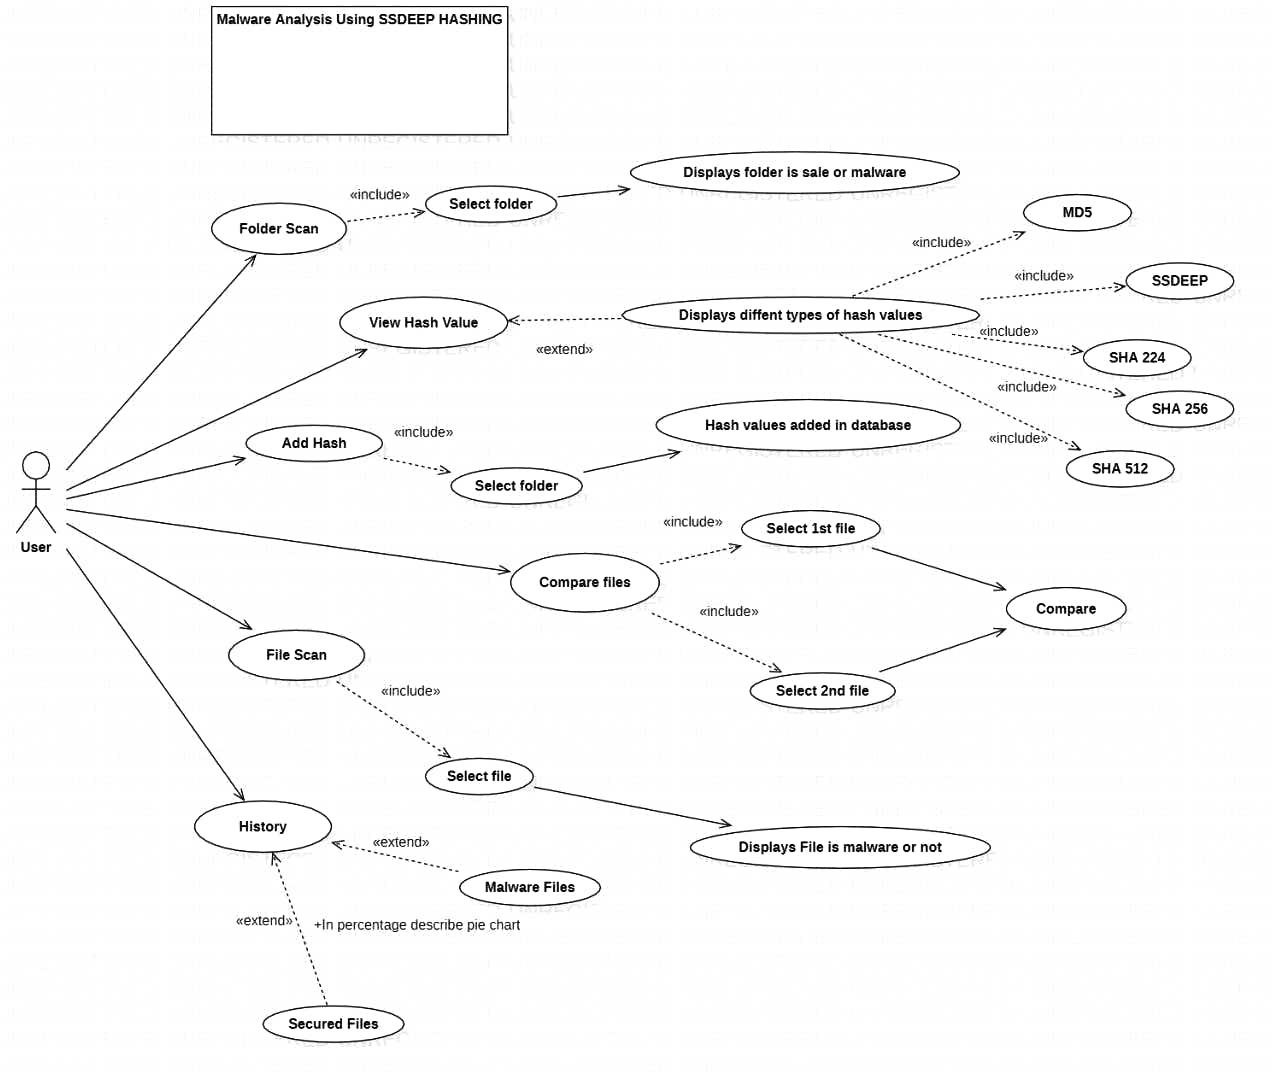 Malware Analysis Using SSDEEP HASHING
Displays folder is sale or malware
«include»
Select folder
MD5
Folder Scan
«include»
«include»
SSDEEP
View Hash Value
Displays diffent types of hash values
«include»
«extend»
SHA 224
«include»
SHA 256
Add Hash
«include»
Hash values added in database
«include»
SHA 512
Select folder
User
«include»
Select 1st file
Compare files
«include»
Compare
File Scan
«include»
Select 2nd file
Select file
History
«extend»
Displays File is malware or not
Malware Files
«extend»
+In percentage describe pie chart
Secured Files